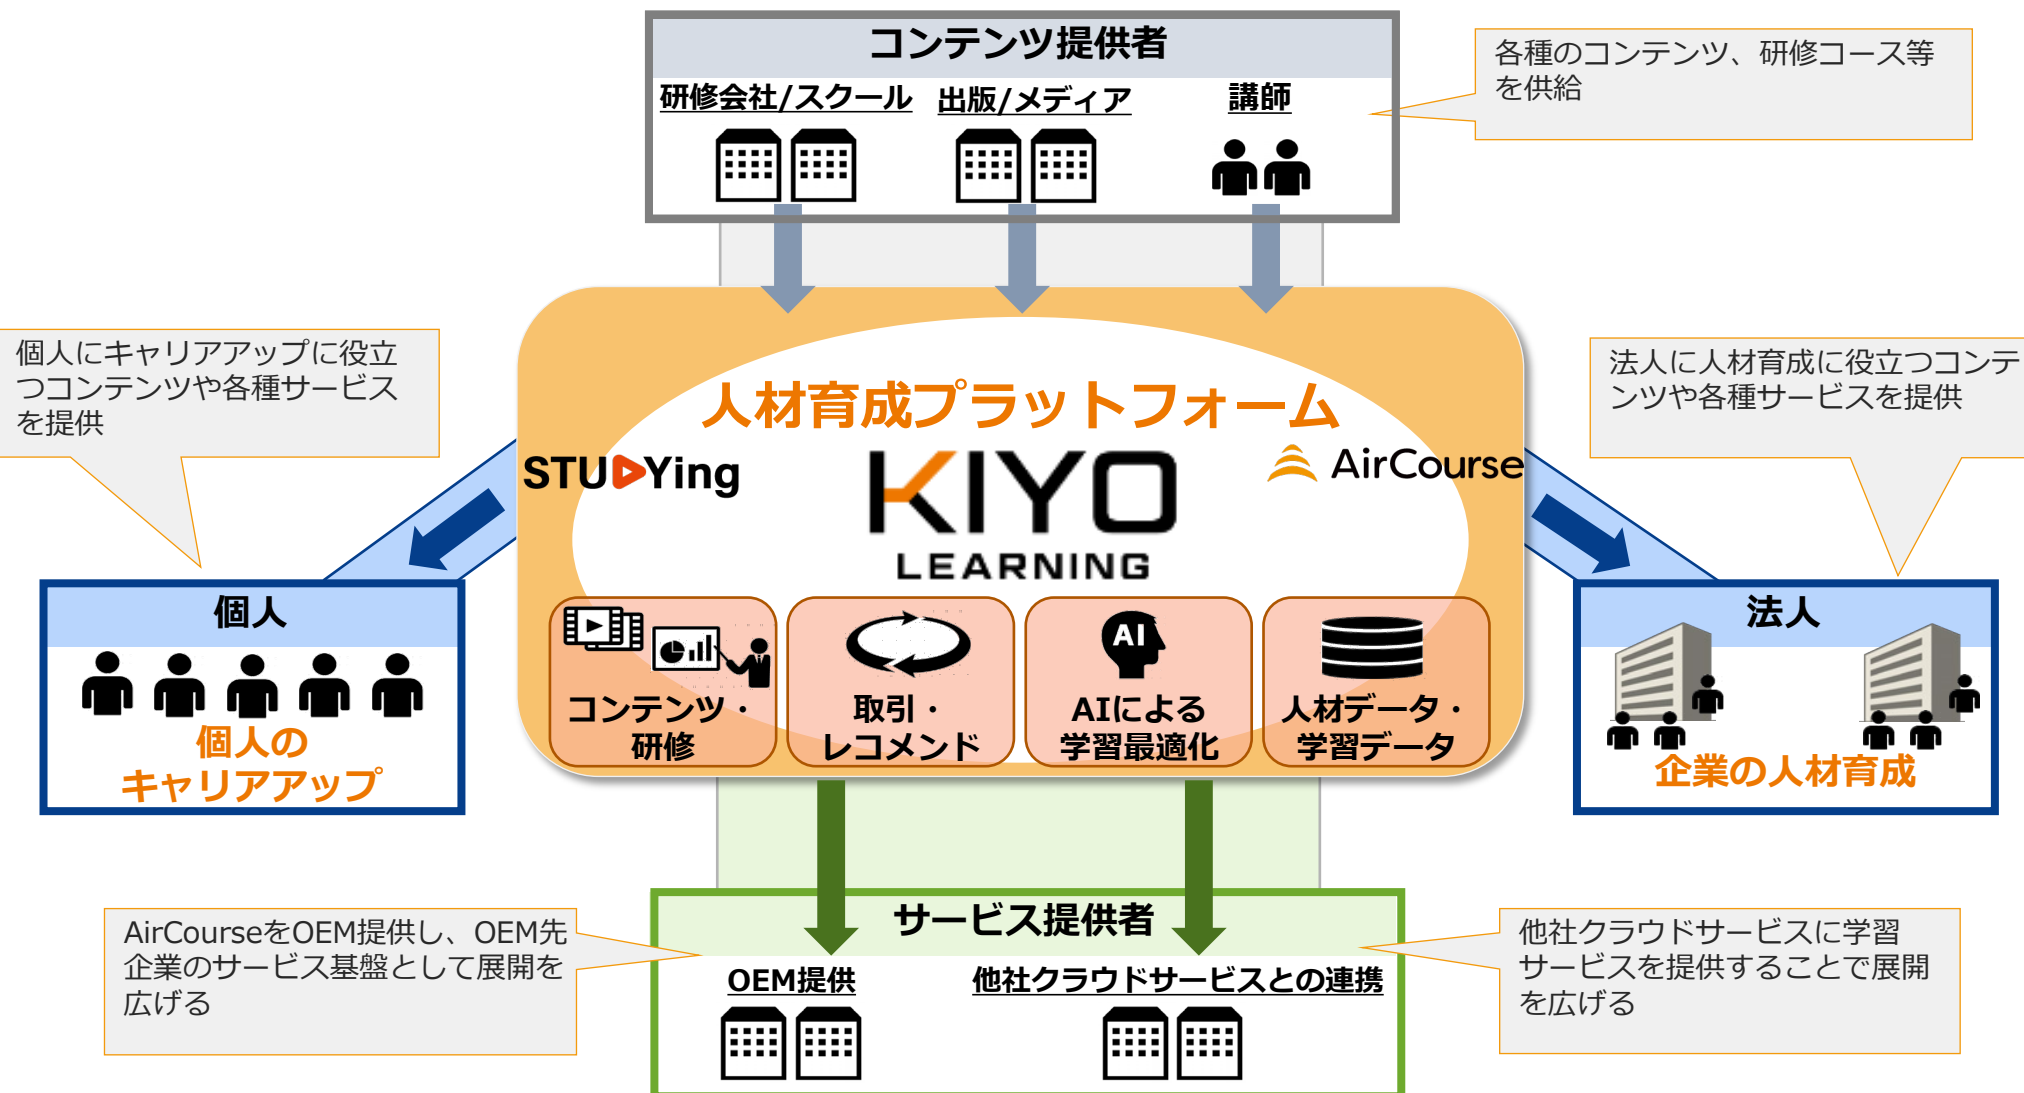 コンテンツ提供者
研修会社/スクール
出版/メディア
講師
各種のコンテンツ、研修コース等
を供給
個人にキャリアアップに役立
つコンテンツや各種サービス
を提供
法人に人材育成に役立つコンテ
ンツや各種サービスを提供
人材育成プラットフォーム
STUDYing
KIYO
LEARNING
AirCourse
個人
個人の
キャリアアップ
コンテンツ・
研修
取引・
レコメンド
AI
AIによる
学習最適化
人材データ・
学習データ
法人
企業の人材育成
サービス提供者
OEM提供
他社クラウドサービスとの連携
AirCourseをOEM提供し、OEM先
企業のサービス基盤として展開を
広げる
他社クラウドサービスに学習
サービスを提供することで展開
を広げる